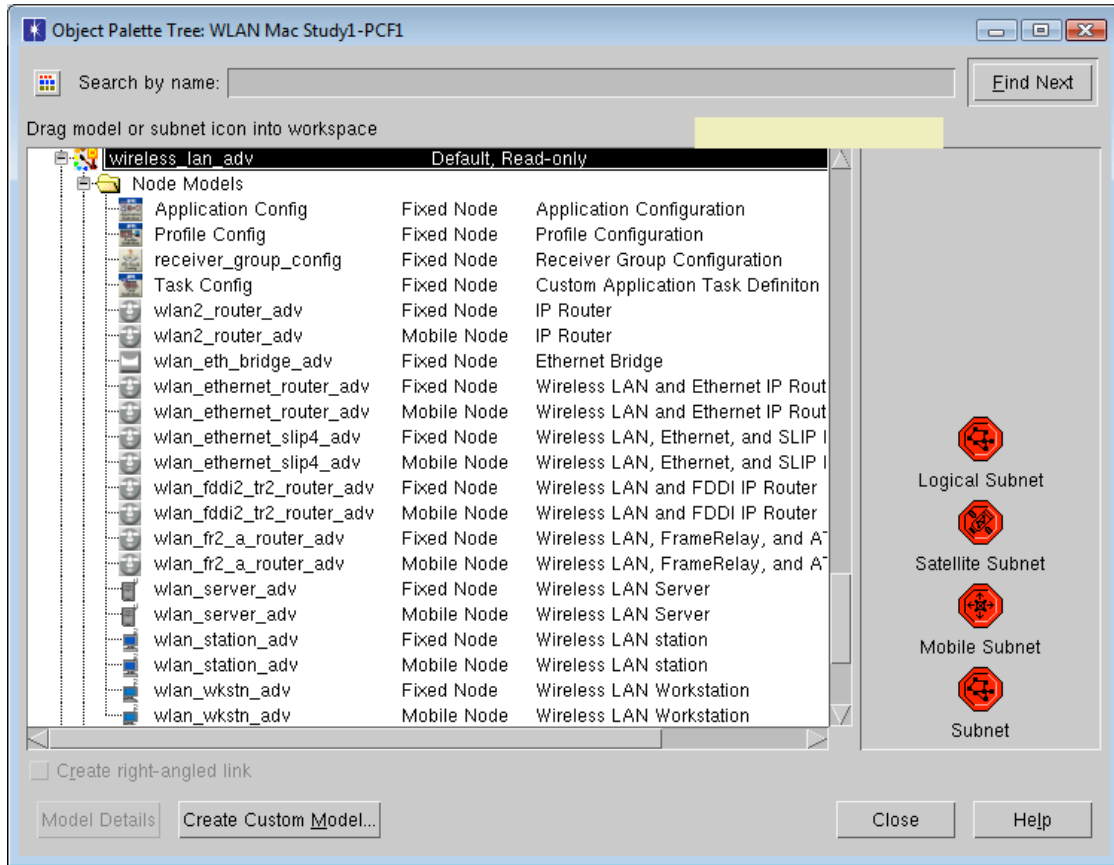 Object Palette Tree: WLAN Mac Study1-PCF1
Search by name:
Find Next
Drag model or subnet icon into workspace
wireless_lan_adv Default, Read-only
Node Models
Application Config Fixed Node Application Configuration
Profile Config Fixed Node Profile Configuration
receiver_group_config Fixed Node Receiver Group Configuration
Task Config Fixed Node Custom Application Task Definiton
wlan2_router_adv Fixed Node IP Router
wlan2_router_adv Mobile Node IP Router
wlan_eth_bridge_adv Fixed Node Ethernet Bridge
wlan_ethernet_router_adv Fixed Node Wireless LAN and Ethernet IP Rout
wlan_ethernet_router_adv Mobile Node Wireless LAN and Ethernet IP Rout
wlan_ethernet_slip4_adv Fixed Node Wireless LAN, Ethernet, and SLIP I
wlan_ethernet_slip4_adv Mobile Node Wireless LAN, Ethernet, and SLIP I
wlan_fddi2_tr2_router_adv Fixed Node Wireless LAN and FDDI IP Router
wlan_fddi2_tr2_router_adv Mobile Node Wireless LAN and FDDI IP Router
wlan_fr2_a_router_adv Fixed Node Wireless LAN, FrameRelay, and AT
wlan_fr2_a_router_adv Mobile Node Wireless LAN, FrameRelay, and AT
wlan_server_adv Fixed Node Wireless LAN Server
wlan_server_adv Mobile Node Wireless LAN Server
wlan_station_adv Fixed Node Wireless LAN station
wlan_station_adv Mobile Node Wireless LAN station
wlan_wkstn_adv Fixed Node Wireless LAN Workstation
wlan_wkstn_adv Mobile Node Wireless LAN Workstation
Logical Subnet
Satellite Subnet
Mobile Subnet
Subnet
Create right-angled link
Model Details
Create Custom Model...
Close
Help